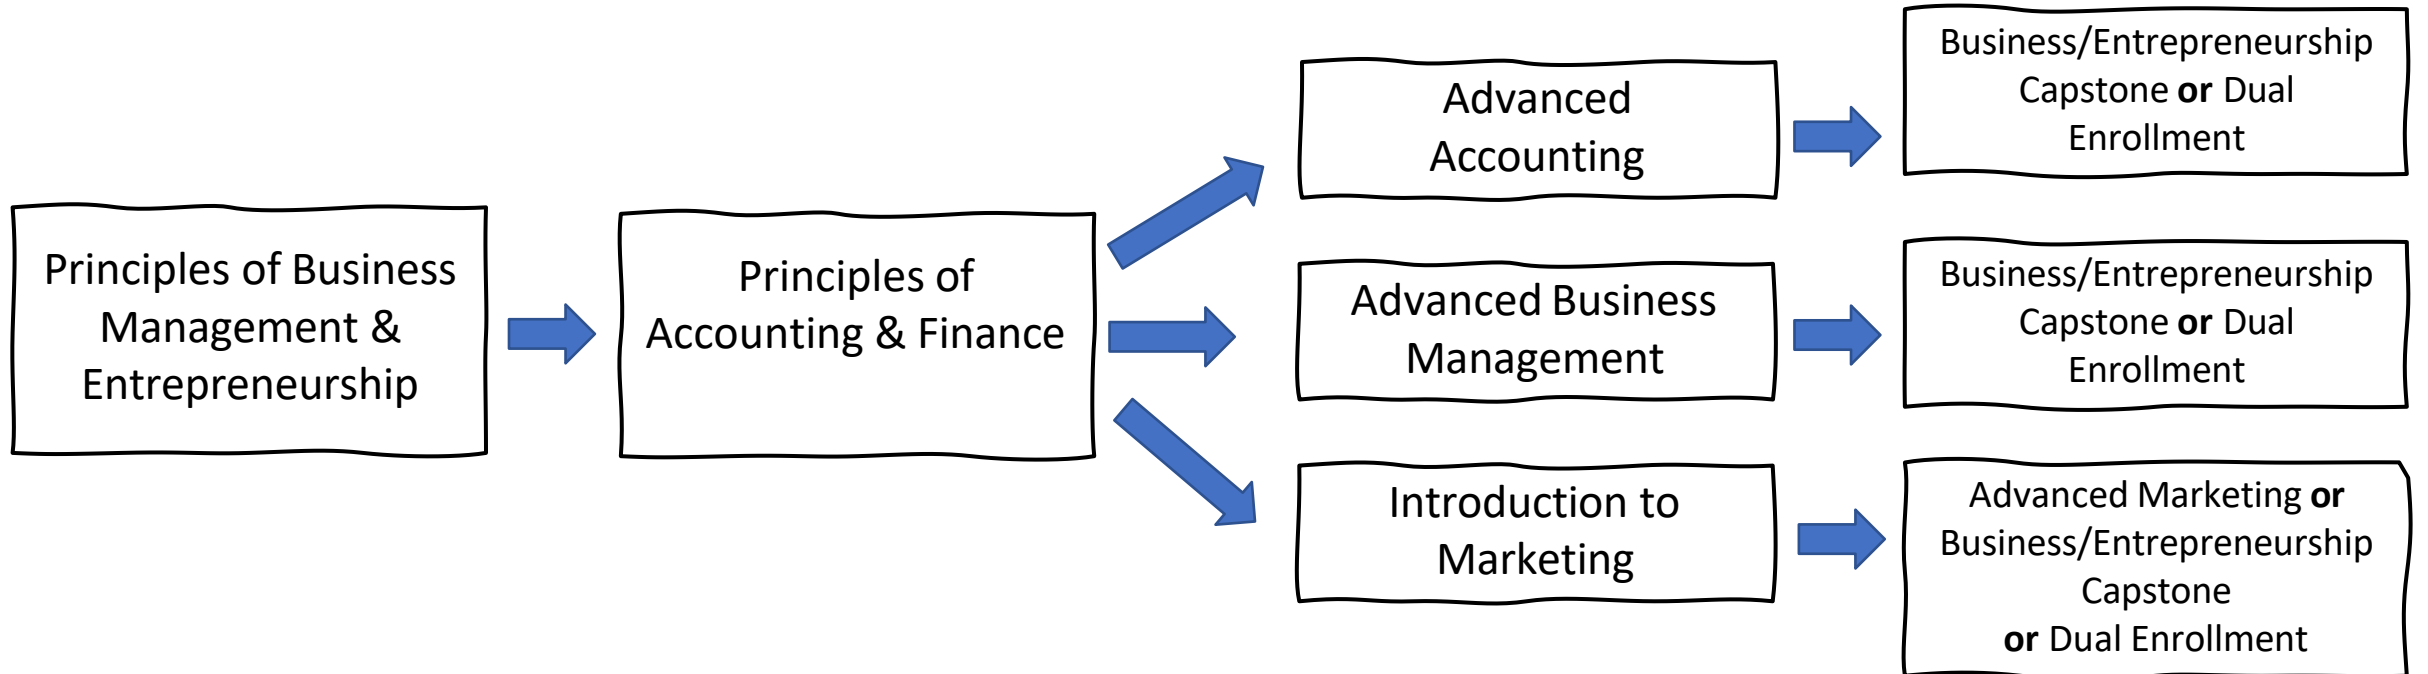 Principles of Business
Management &
Entrepreneurship
Principles of
Accounting & Finance
Advanced
Accounting
Business/Entrepreneurship
Capstone or Dual
Enrollment
Advanced Business
Management
Business/Entrepreneurship
Capstone or Dual
Enrollment
Introduction to
Marketing
Advanced Marketing or
Business/Entrepreneurship
Capstone
or Dual Enrollment